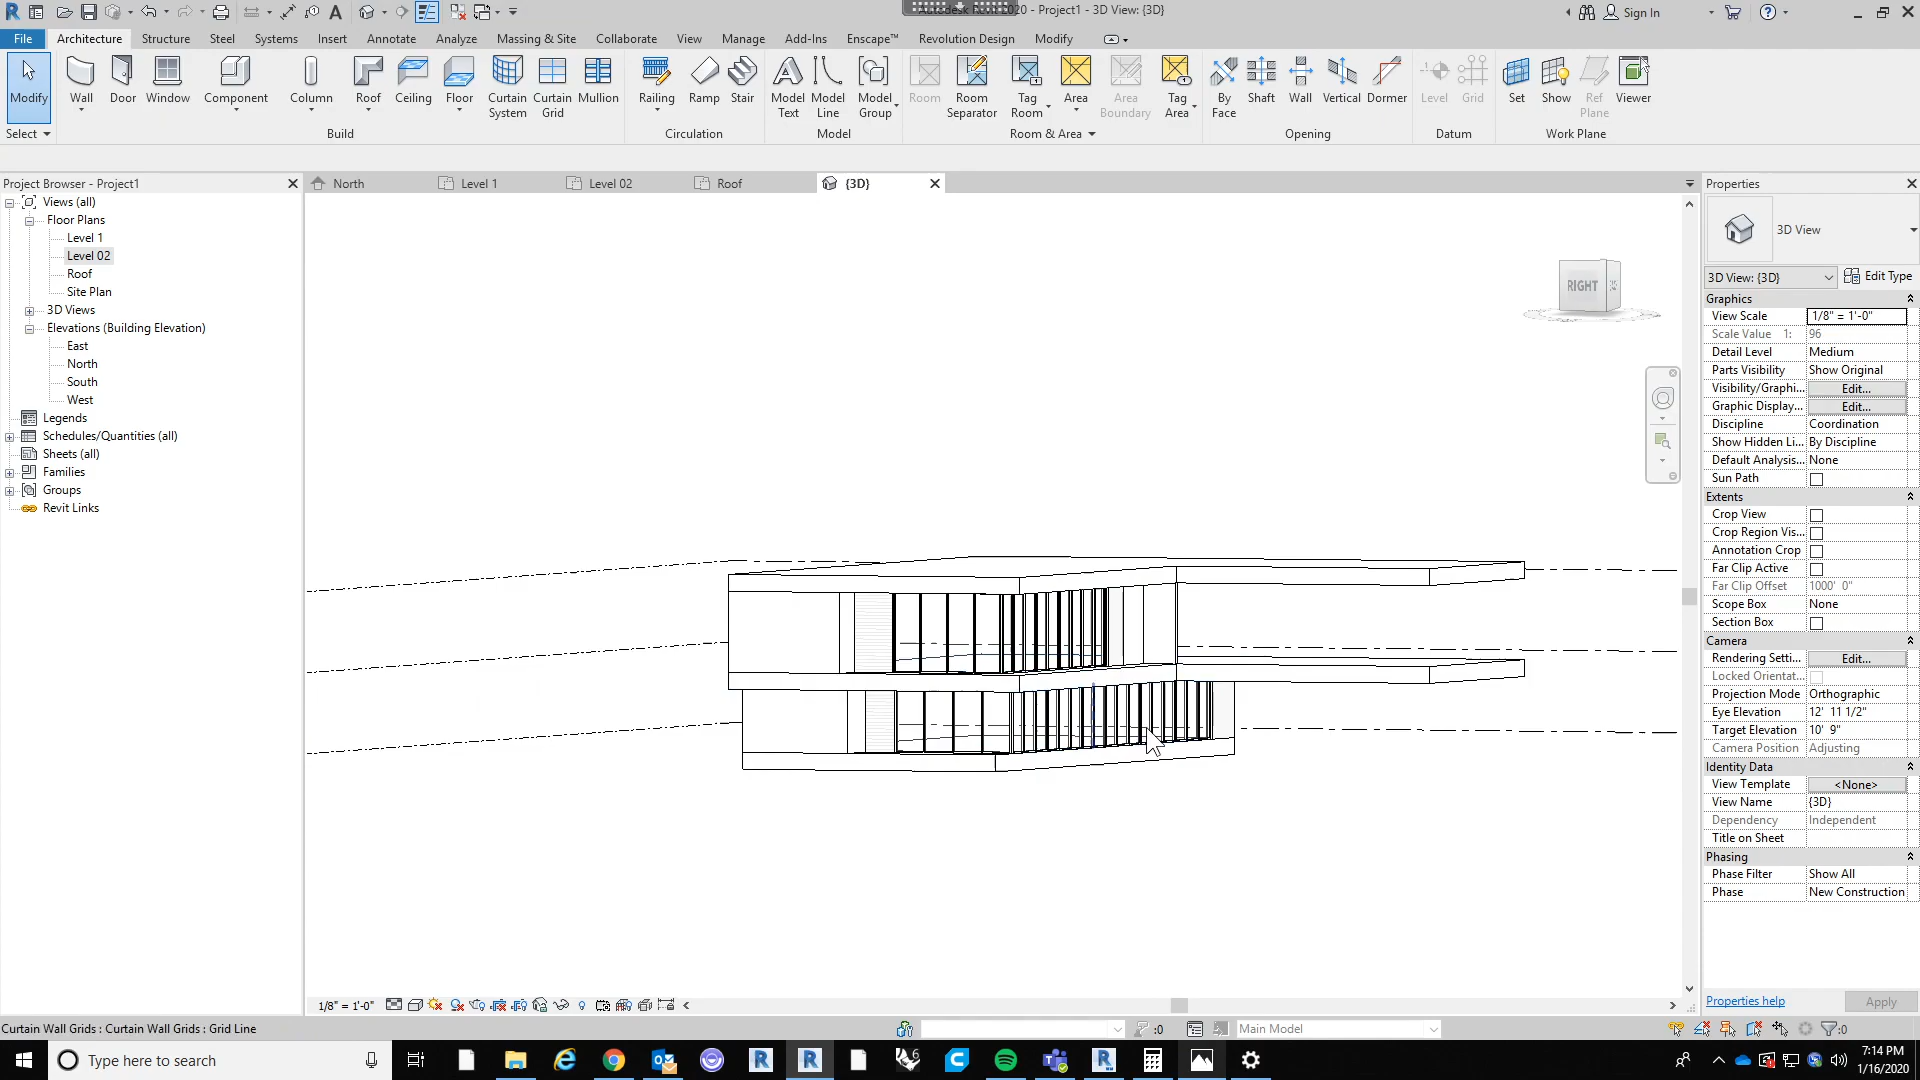 Autodesk Revit 2020 - Project1 - 3D View: {3D}
Sign In
File
Architecture
Structure
Steel
Systems
Insert
Annotate
Analyze
Massing & Site
Collaborate
View
Manage
Add-Ins
Enscape™
Revolution Design
Modify
Modify
Wall
Door
Window
Component
Column
Roof
Ceiling
Floor
Curtain System
Curtain Grid
Mullion
Railing
Ramp
Stair
Model Text
Model Line
Model Group
Room
Room Separator
Tag Room
Area
Area Boundary
Tag Area
By Face
Shaft
Wall
Vertical
Dormer
Level
Grid
Set
Show
Ref Plane
Viewer
Select
Build
Circulation
Model
Room & Area
Opening
Datum
Work Plane
Project Browser - Project1
Views (all)
Floor Plans
Level 1
Level 02
Roof
Site Plan
3D Views
Elevations (Building Elevation)
East
North
South
West
Legends
Schedules/Quantities (all)
Sheets (all)
Families
Groups
Revit Links
North
Level 1
Level 02
Roof
{3D}
RIGHT
Properties
3D View
3D View: {3D}
Edit Type
Graphics
View Scale 1/8" = 1'-0"
Scale Value 1: 96
Detail Level Medium
Parts Visibility Show Original
Visibility/Graphi... Edit...
Graphic Display... Edit...
Discipline Coordination
Show Hidden Li... By Discipline
Default Analysis... None
Sun Path
Extents
Crop View
Crop Region Vis...
Annotation Crop
Far Clip Active
Far Clip Offset 1000' 0"
Scope Box None
Section Box
Camera
Rendering Setti... Edit...
Locked Orientat...
Projection Mode Orthographic
Eye Elevation 12' 11 1/2"
Target Elevation 10' 9"
Camera Position Adjusting
Identity Data
View Template <None>
View Name {3D}
Dependency Independent
Title on Sheet
Phasing
Phase Filter Show All
Phase New Construction
Properties help
Apply
1/8" = 1'-0"
Curtain Wall Grids : Curtain Wall Grids : Grid Line
:0
Main Model
:0
Type here to search
7:14 PM
1/16/2020